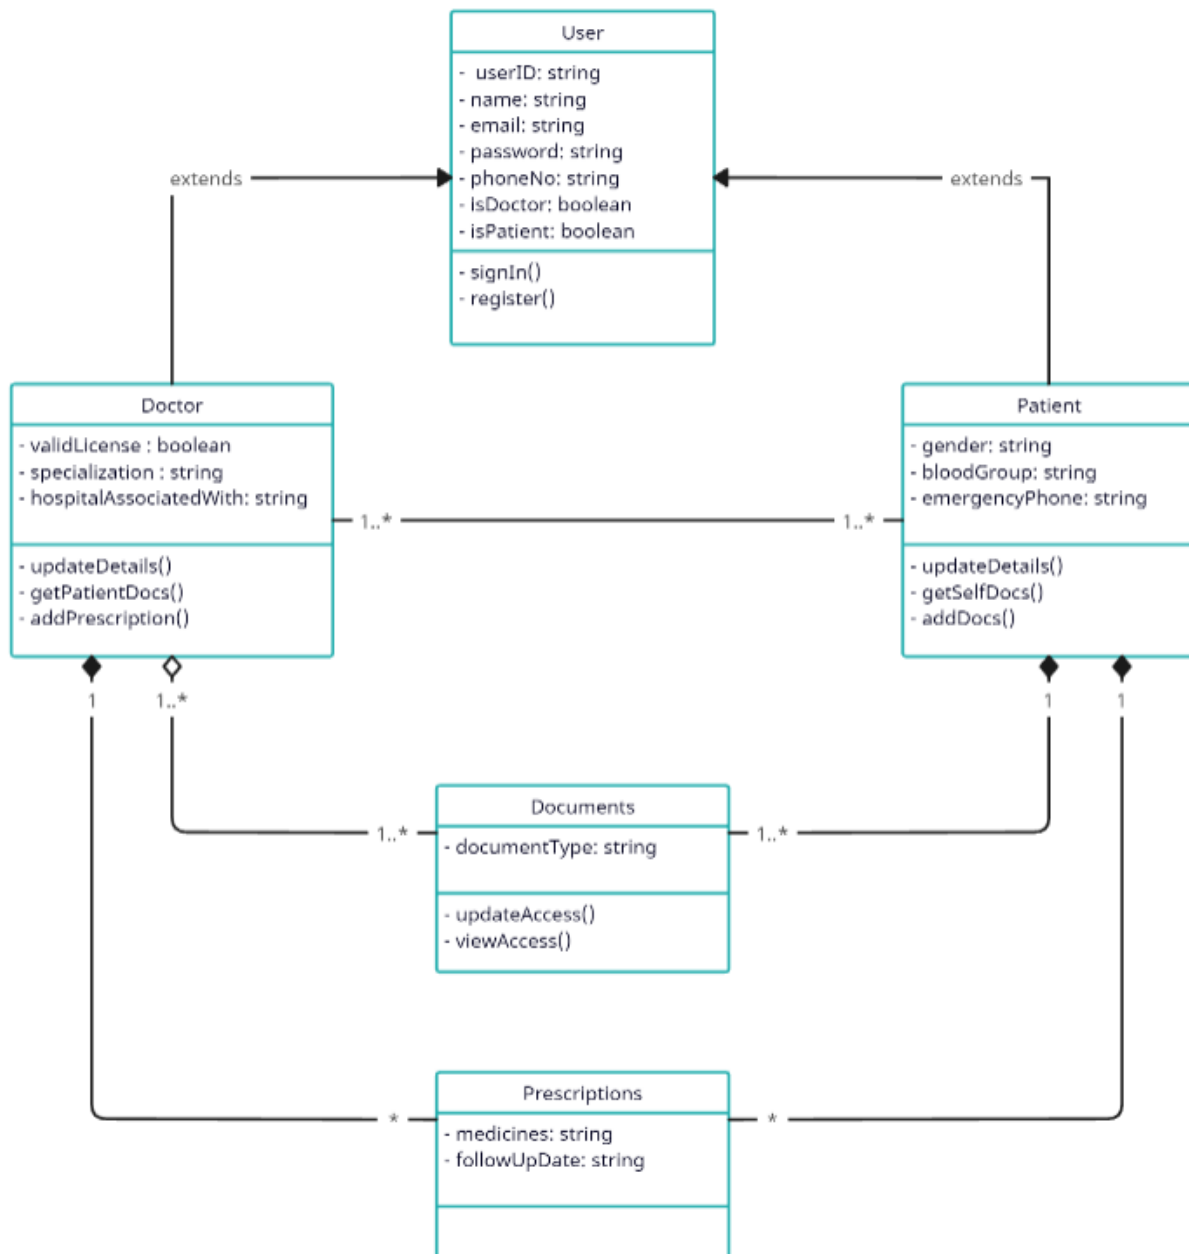 User
- userID: string
- name: string
- email: string
- password: string
- phoneNo: string
- isDoctor: boolean
- isPatient: boolean
- signIn()
- register()
extends
extends
Doctor
- validLicense : boolean
- specialization : string
- hospitalAssociatedWith: string
- updateDetails()
- getPatientDocs()
- addPrescription()
Patient
- gender: string
- bloodGroup: string
- emergencyPhone: string
- updateDetails()
- getSelfDocs()
- addDocs()
1..*
1..*
1
1..*
1
1
Documents
- documentType: string
- updateAccess()
- viewAccess()
1..*
1..*
Prescriptions
- medicines: string
- followUpDate: string
*
*